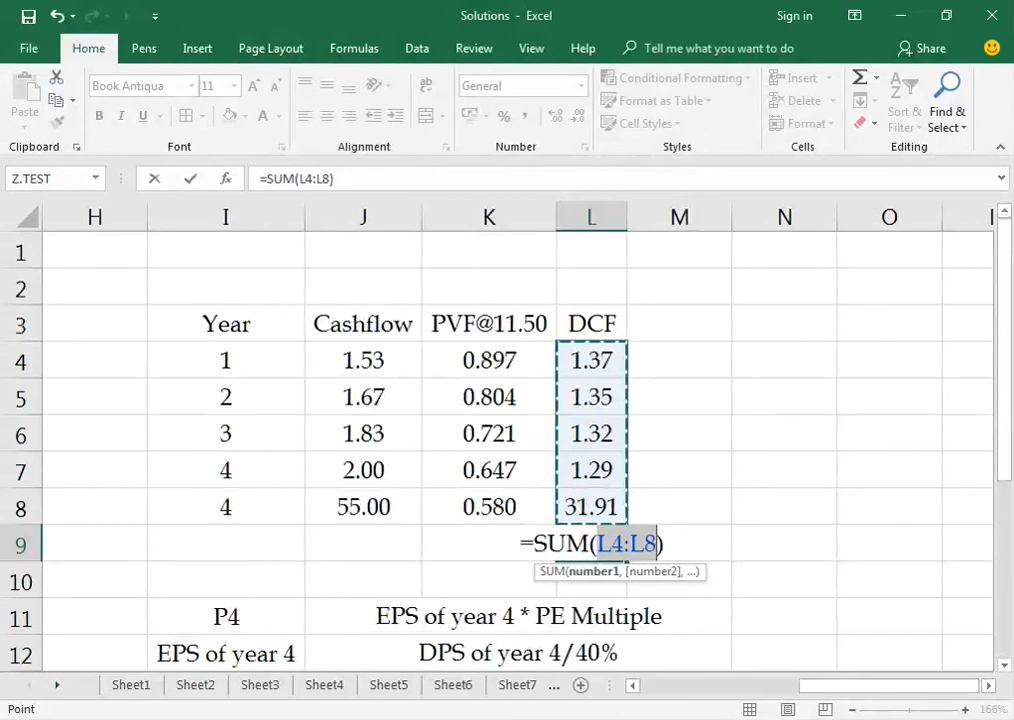 Solutions - Excel
Sign in
File Home Pens Insert Page Layout Formulas Data Review View Help Tell me what you want to do Share
Paste
Book Antiqua 11
B I U A
ab
General
% ,
Conditional Formatting
Format as Table
Cell Styles
Insert
Delete
Format
Sort & Filter
Find & Select
Clipboard Font Alignment Number Styles Cells Editing
Z.TEST fx =SUM(L4:L8)
H I J K L M N O
1
2
3 Year Cashflow PVF@11.50 DCF
4 1 1.53 0.897 1.37
5 2 1.67 0.804 1.35
6 3 1.83 0.721 1.32
7 4 2.00 0.647 1.29
8 4 55.00 0.580 31.91
9 =SUM(L4:L8)
SUM(number1, [number2], ...)
10
11 P4 EPS of year 4 * PE Multiple
12 EPS of year 4 DPS of year 4/40%
Sheet1 Sheet2 Sheet3 Sheet4 Sheet5 Sheet6 Sheet7 ...
Point 166%